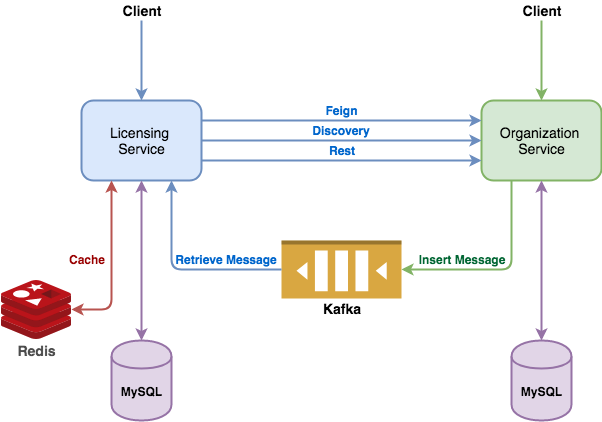 Client
Client
Licensing
Service
Feign
Discovery
Rest
Organization
Service
Cache
Retrieve Message
Insert Message
Kafka
Redis
MySQL
MySQL